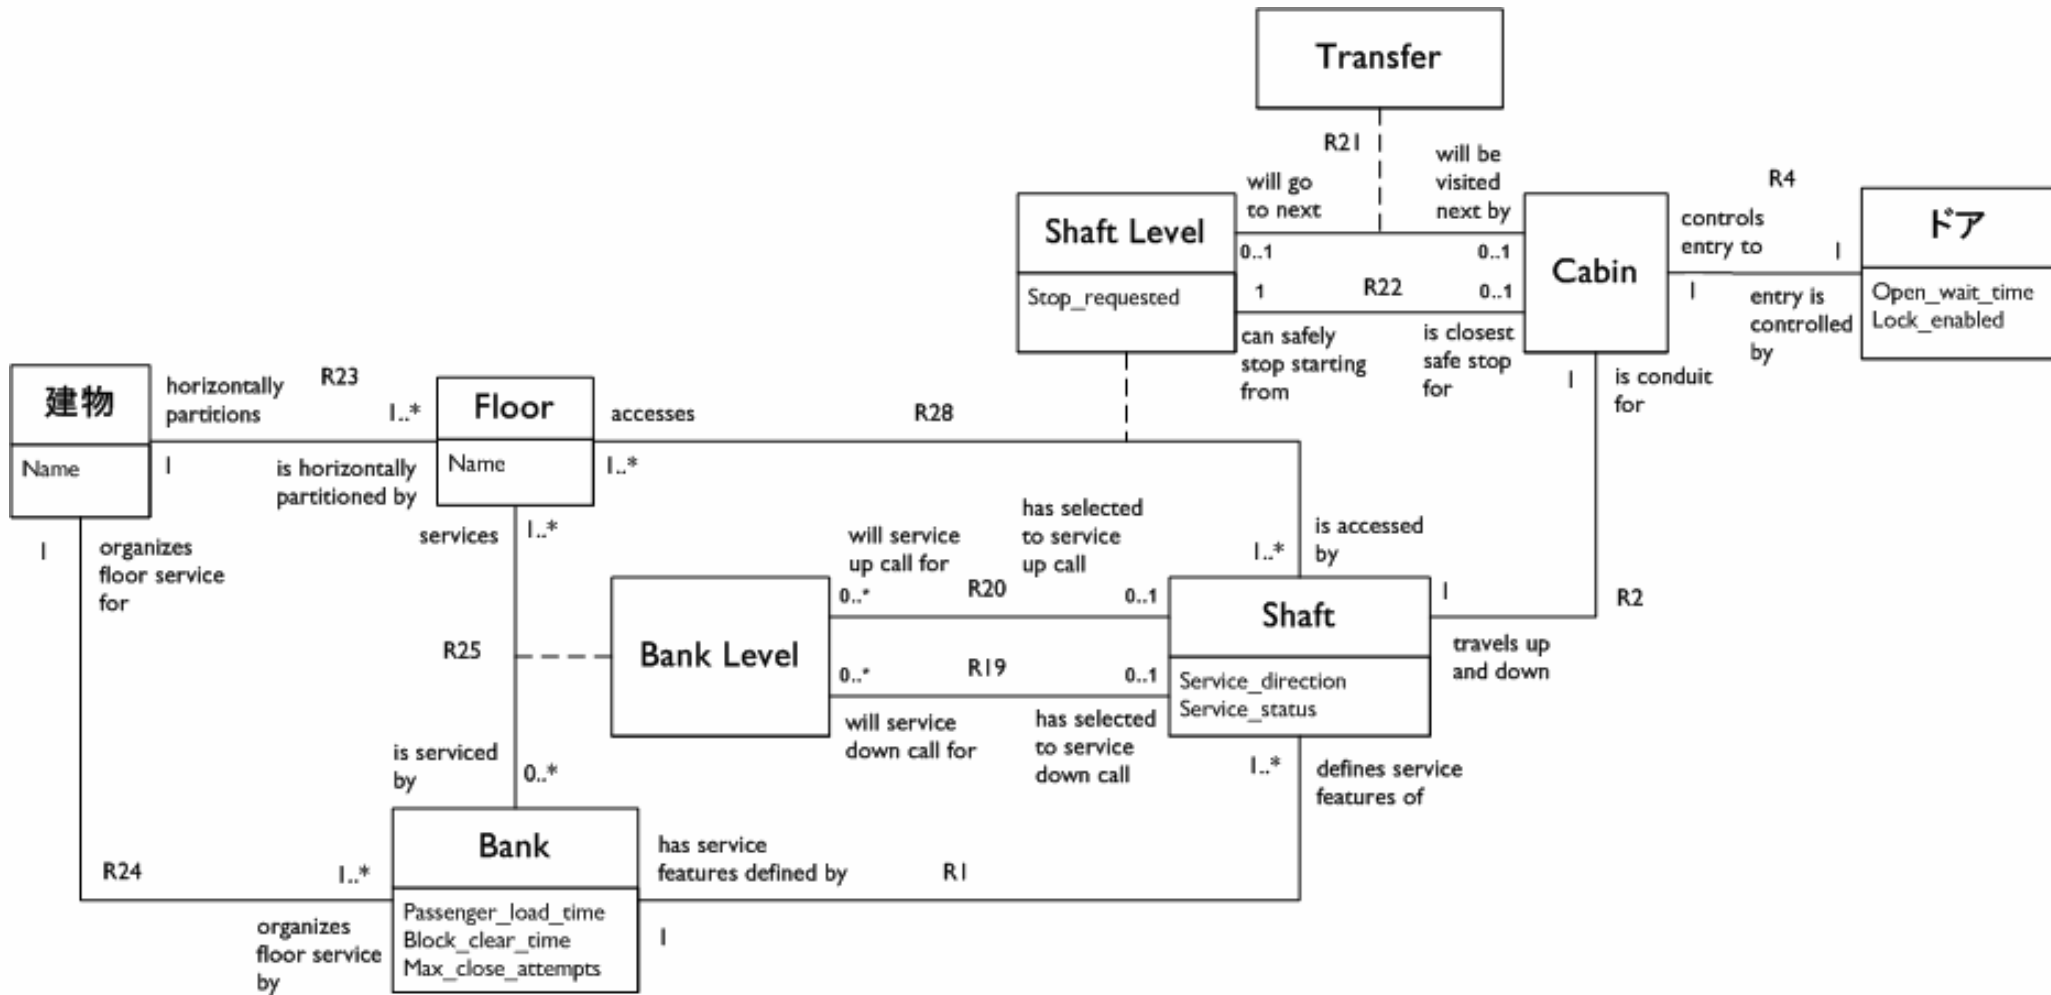 Transfer
R21
will go
to next
will be
visited
next by
R4
Shaft Level
Stop_requested
0..1
0..1
1
R22
0..1
can safely
stop starting
from
is closest
safe stop
for
Cabin
controls
entry to
1
1
entry is
controlled
by
ドア
Open_wait_time
Lock_enabled
建物
Name
horizontally
partitions
R23
1..*
1
is horizontally
partitioned by
Floor
Name
accesses
R28
1..*
1
is conduit
for
services
1..*
1
organizes
floor service
for
will service
up call for
has selected
to service
up call
is accessed
by
1..*
0..*
R20
0..1
Bank Level
R25
0..*
R19
0..1
will service
down call for
has selected
to service
down call
Shaft
Service_direction
Service_status
1
R2
travels up
and down
1..*
defines service
features of
is serviced
by
0..*
Bank
Passenger_load_time
Block_clear_time
Max_close_attempts
has service
features defined by
R1
1
R24
1..*
organizes
floor service
by